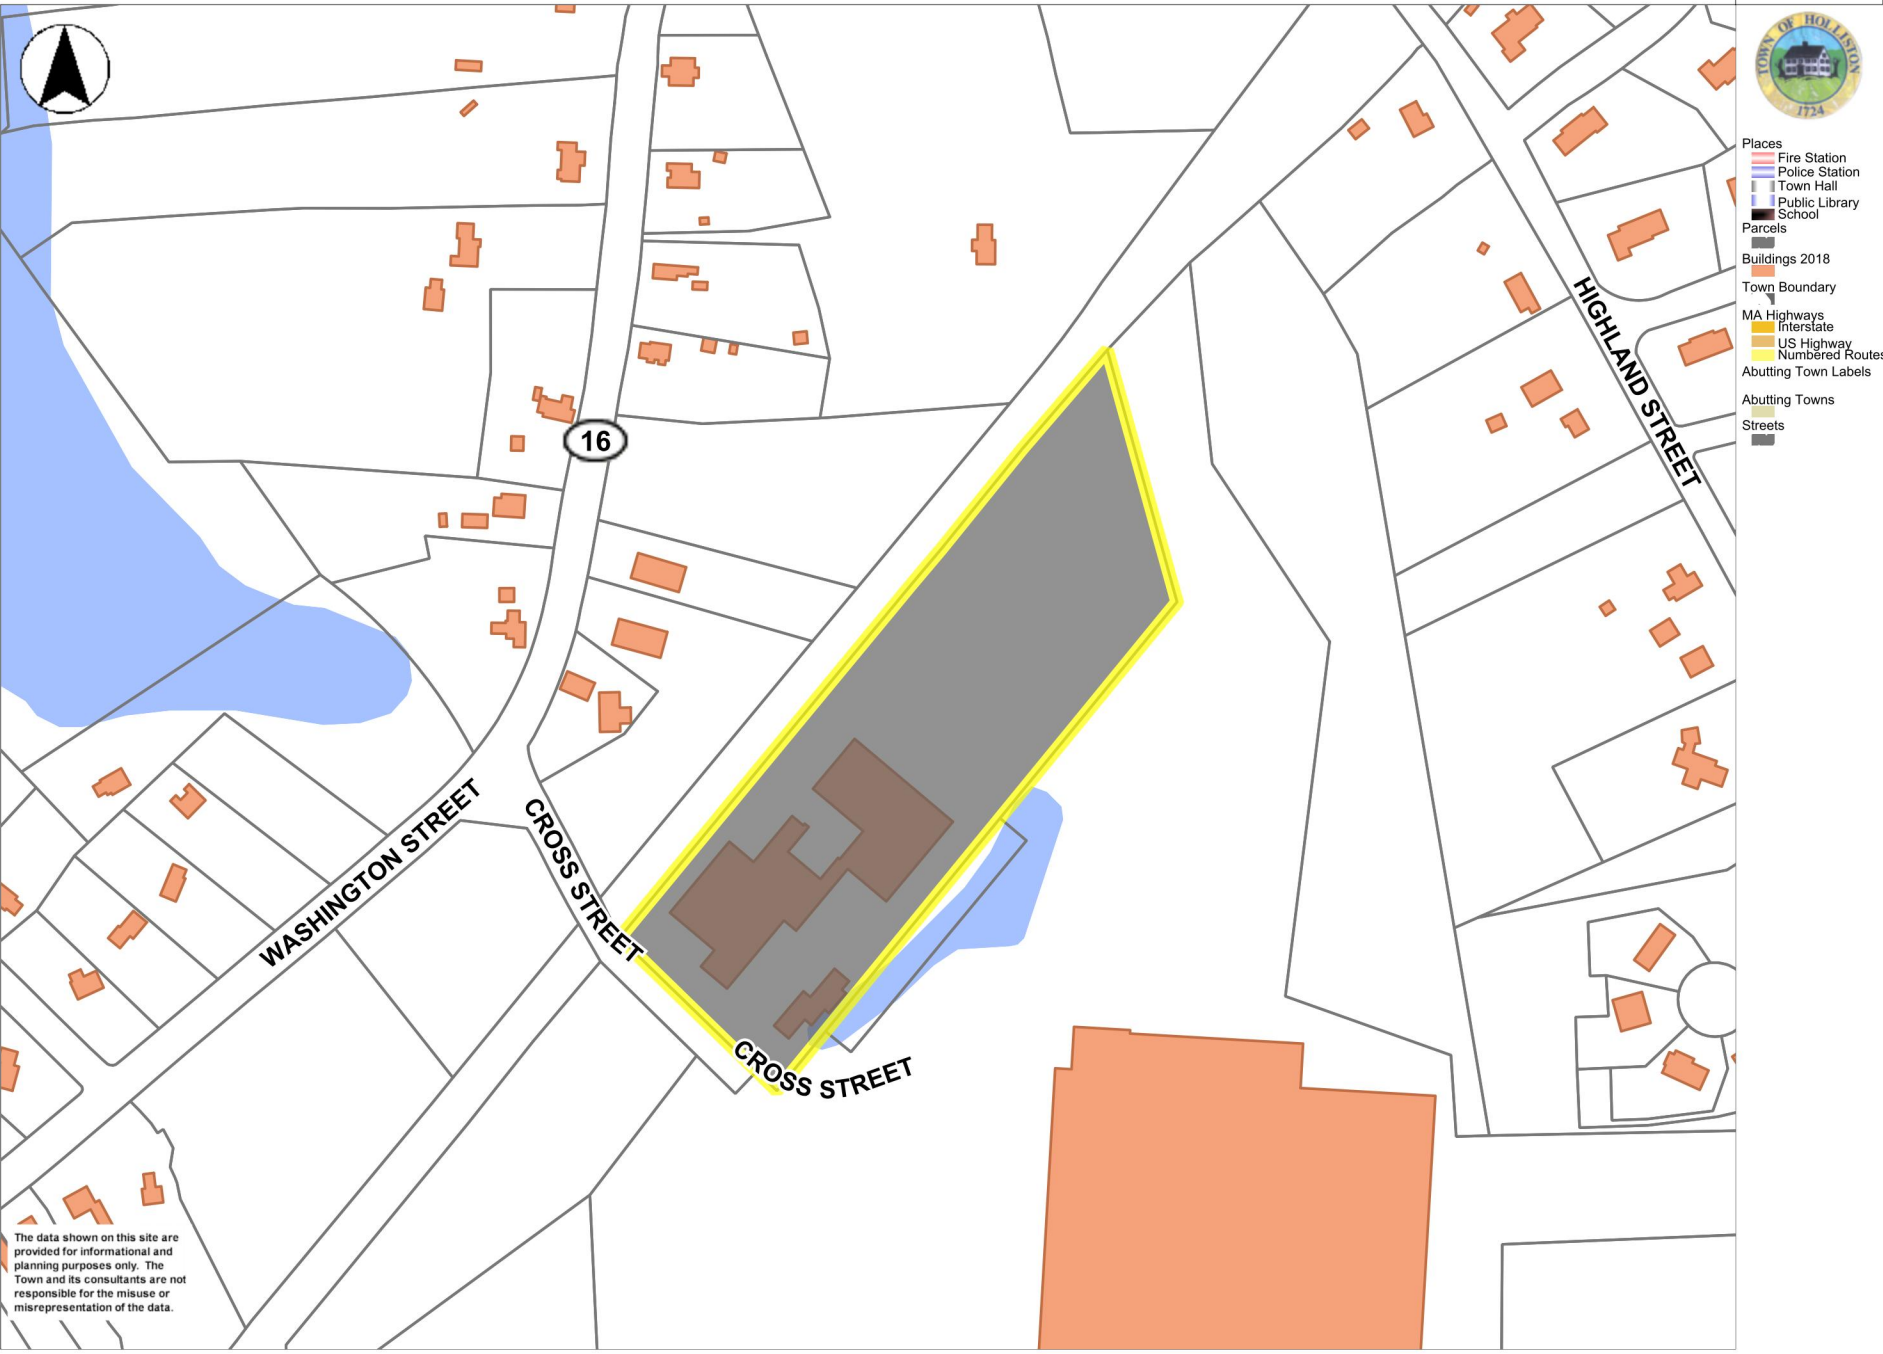 TOWN OF HOLLISTON
1724
Places
Fire Station
Police Station
Town Hall
Public Library
School
Parcels
Buildings 2018
Town Boundary
MA Highways
Interstate
US Highway
Numbered Routes
Abutting Town Labels
Abutting Towns
Streets
HIGHLAND STREET
16
WASHINGTON STREET
CROSS STREET
CROSS STREET
The data shown on this site are
provided for informational and
planning purposes only. The
Town and its consultants are not
responsible for the misuse or
misrepresentation of the data.